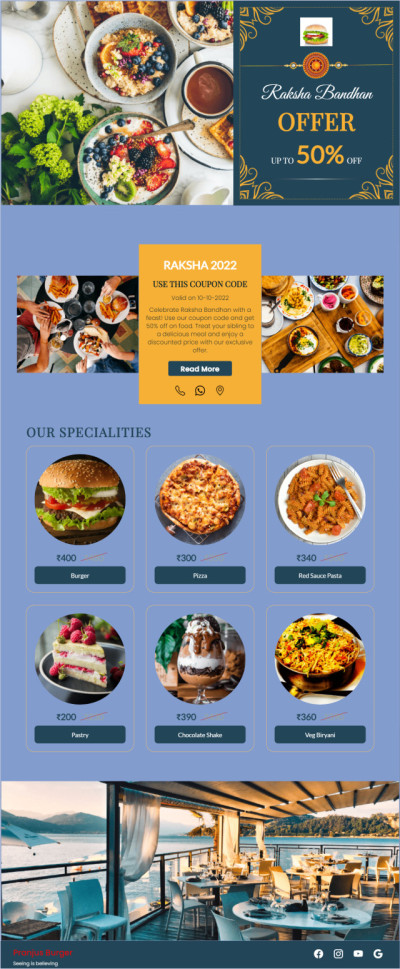 Raksha Bandhan
OFFER
UP TO 50% OFF
RAKSHA 2022
USE THIS COUPON CODE
Valid on 10-10-2022
Celebrate Raksha Bandhan with a
feast! Use our coupon code and get
50% off on food. Treat your sibling to
a delicious meal and enjoy a
discounted price with our exclusive
offer.
Read More
OUR SPECIALITIES
₹400
₹300
₹340
Burger
Pizza
Red Sauce Pasta
₹200
₹390
₹360
Pastry
Chocolate Shake
Veg Biryani
Burger
Seeing is believing